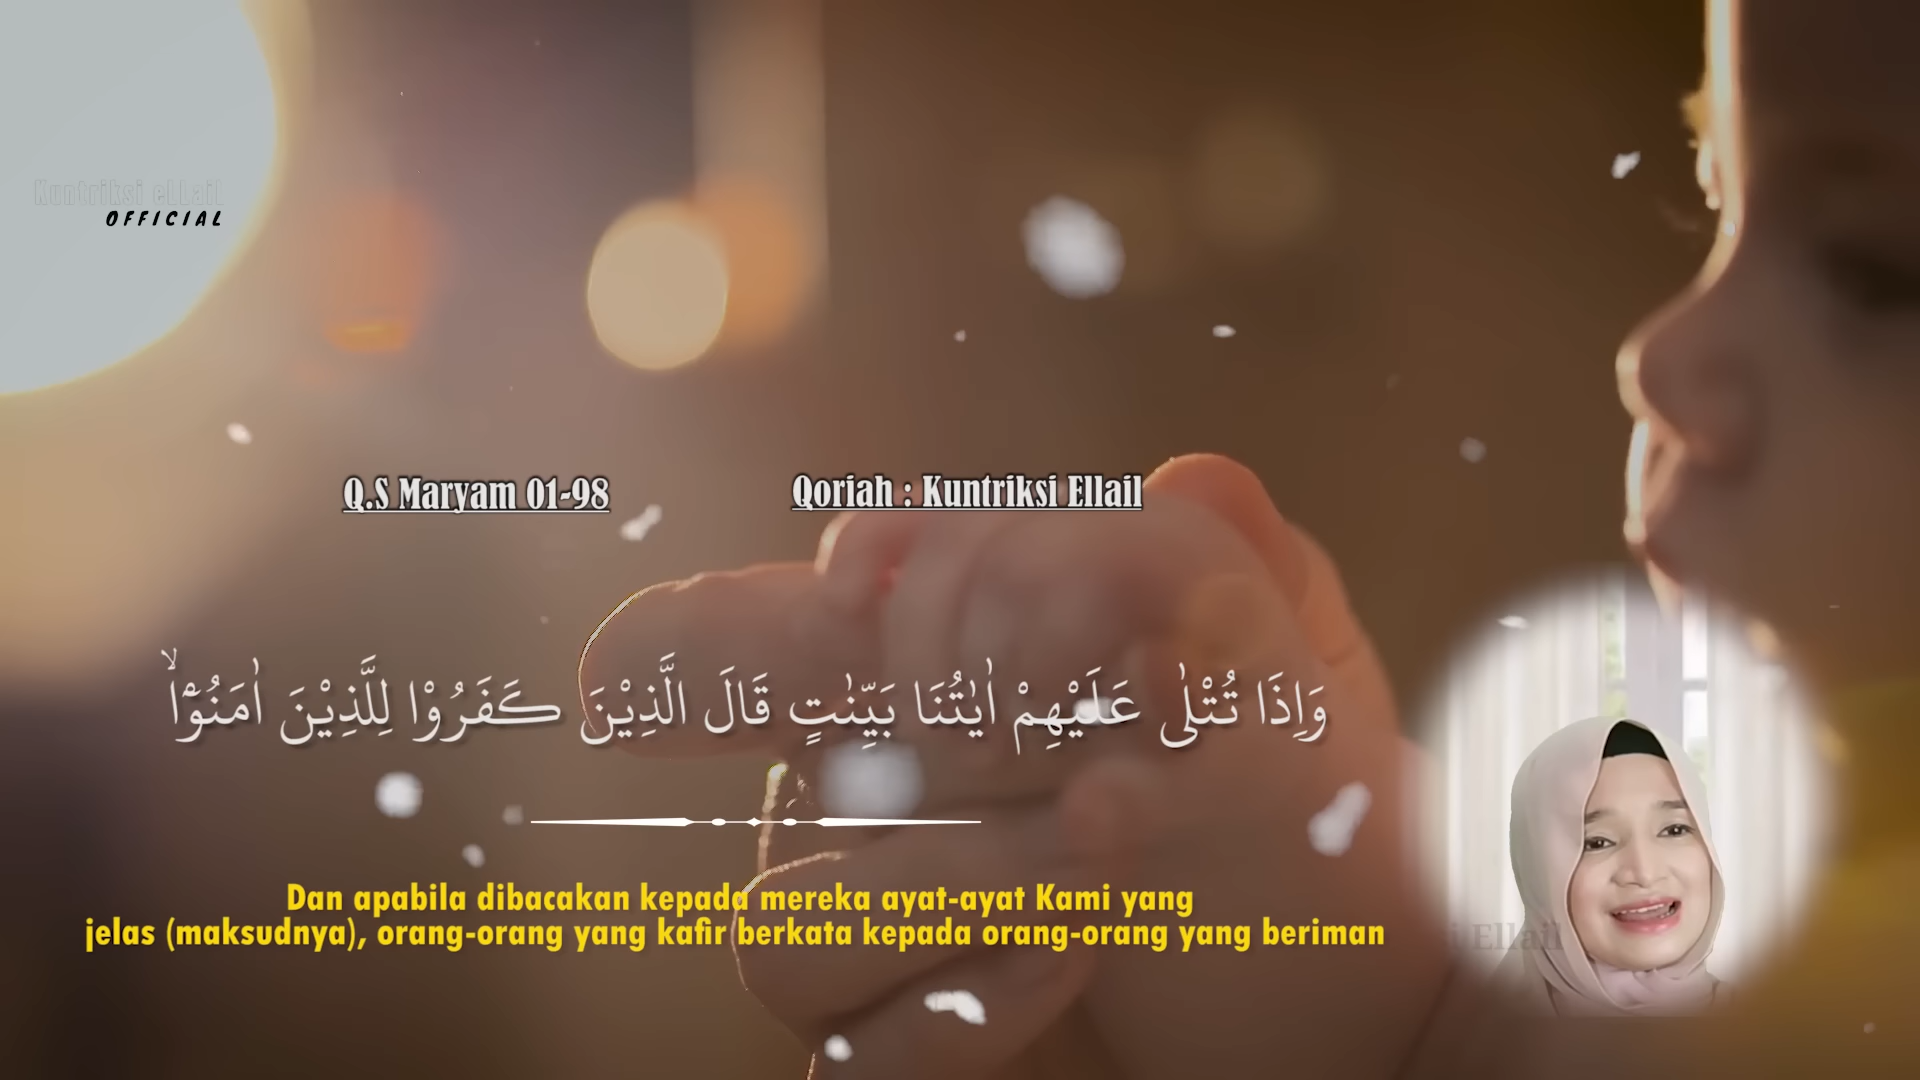 Kuntriksi eLLail
OFFICIAL
Q.S Maryam 01-98
Qoriah : Kuntriksi Ellail
وَاِذَا تُتْلٰى عَلَيْهِمْ اٰيٰتُنَا بَيِّنٰتٍ قَالَ الَّذِيْنَ كَفَرُوْا لِلَّذِيْنَ اٰمَنُوْٓاۙ
Dan apabila dibacakan kepada mereka ayat-ayat Kami yang
jelas (maksudnya), orang-orang yang kafir berkata kepada orang-orang yang beriman
Ellail